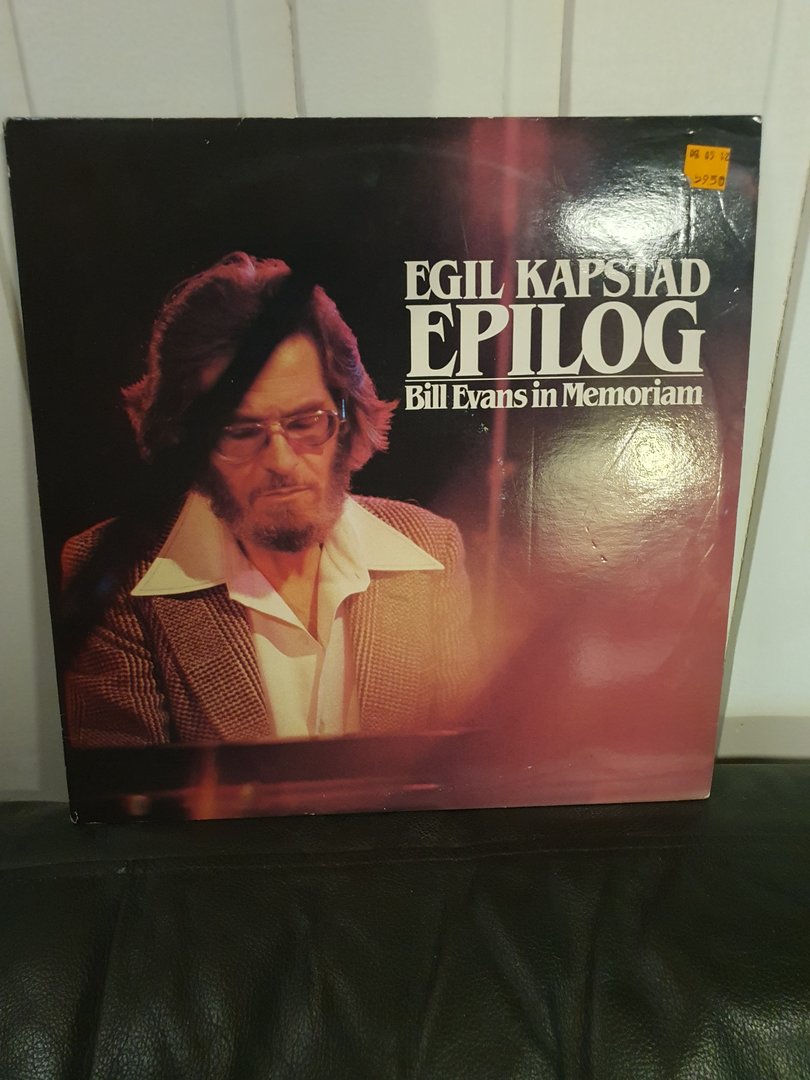 EGIL KAPSTAD
EPILOG
Bill Evans in Memoriam